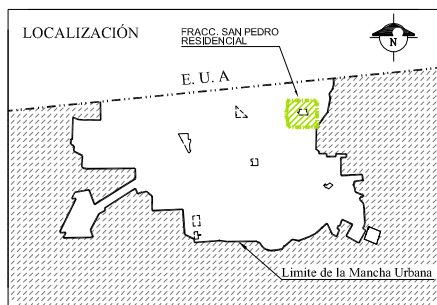 LOCALIZACIÓN
FRACC. SAN PEDRO
RESIDENCIAL
N
E. U. A
Limite de la Mancha Urbana